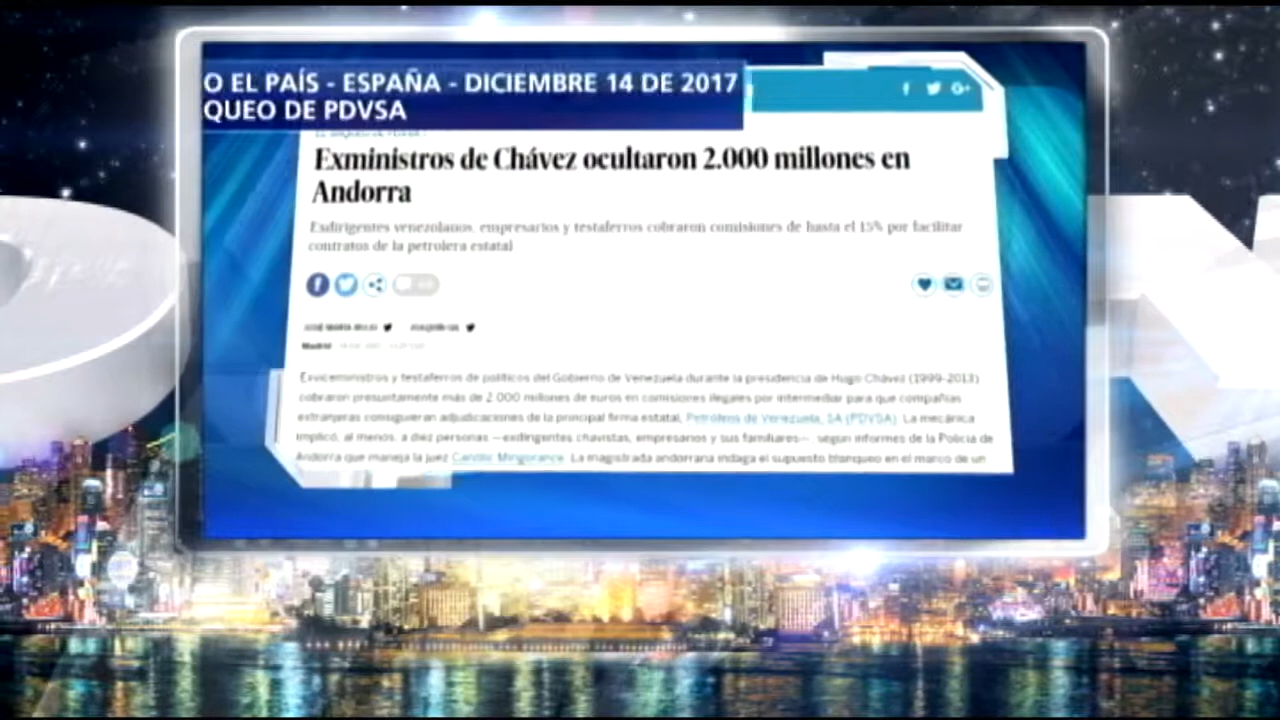 O EL PAÍS - ESPAÑA - DICIEMBRE 14 DE 2017
QUEO DE PDVSA
Exministros de Chávez ocultaron 2.000 millones en
Andorra
Exdirigentes venezolanos, empresarios y testaferros cobraron comisiones de hasta el 15% por facilitar
contratos de la petrolera estatal
Madrid
Exviceministros y testaferros de políticos del Gobierno de Venezuela durante la presidencia de Hugo Chávez (1999-2013)
cobraron presuntamente más de 2.000 millones de euros en comisiones ilegales por intermediar para que compañías
extranjeras consiguieran adjudicaciones de la principal firma estatal, Petróleos de Venezuela, SA (PDVSA). La mecánica
implicó, al menos, a diez personas —exdirigentes chavistas, empresarios y sus familiares—, según informes de la Policía de
Andorra que maneja la juez Canòlic Mingorance. La magistrada andorrana indaga el supuesto blanqueo en el marco de un